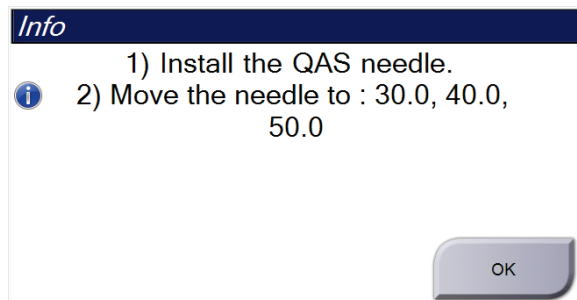 Info
1) Install the QAS needle.
2) Move the needle to : 30.0, 40.0,
50.0
OK